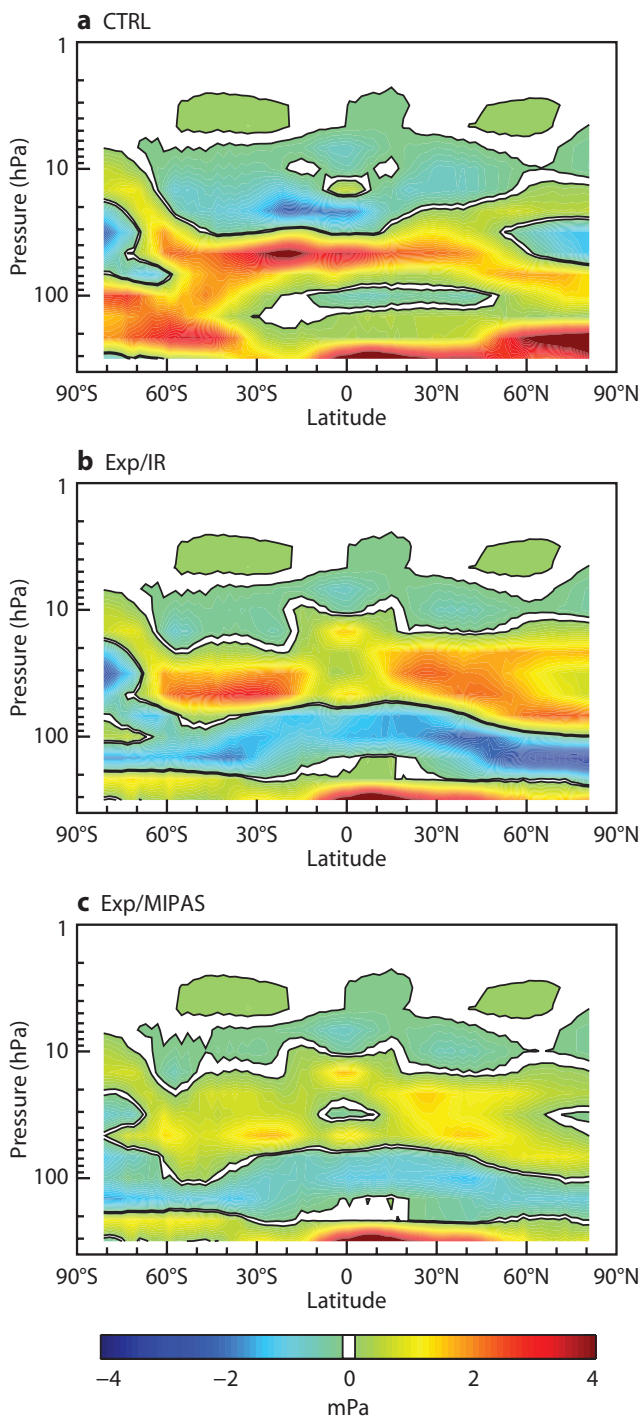 a CTRL
1
10
100
Pressure (hPa)
90°S 60°S 30°S 0 30°N 60°N 90°N
Latitude
b Exp/IR
1
10
100
Pressure (hPa)
90°S 60°S 30°S 0 30°N 60°N 90°N
Latitude
c Exp/MIPAS
1
10
100
Pressure (hPa)
90°S 60°S 30°S 0 30°N 60°N 90°N
Latitude
−4 −2 0 2 4
mPa